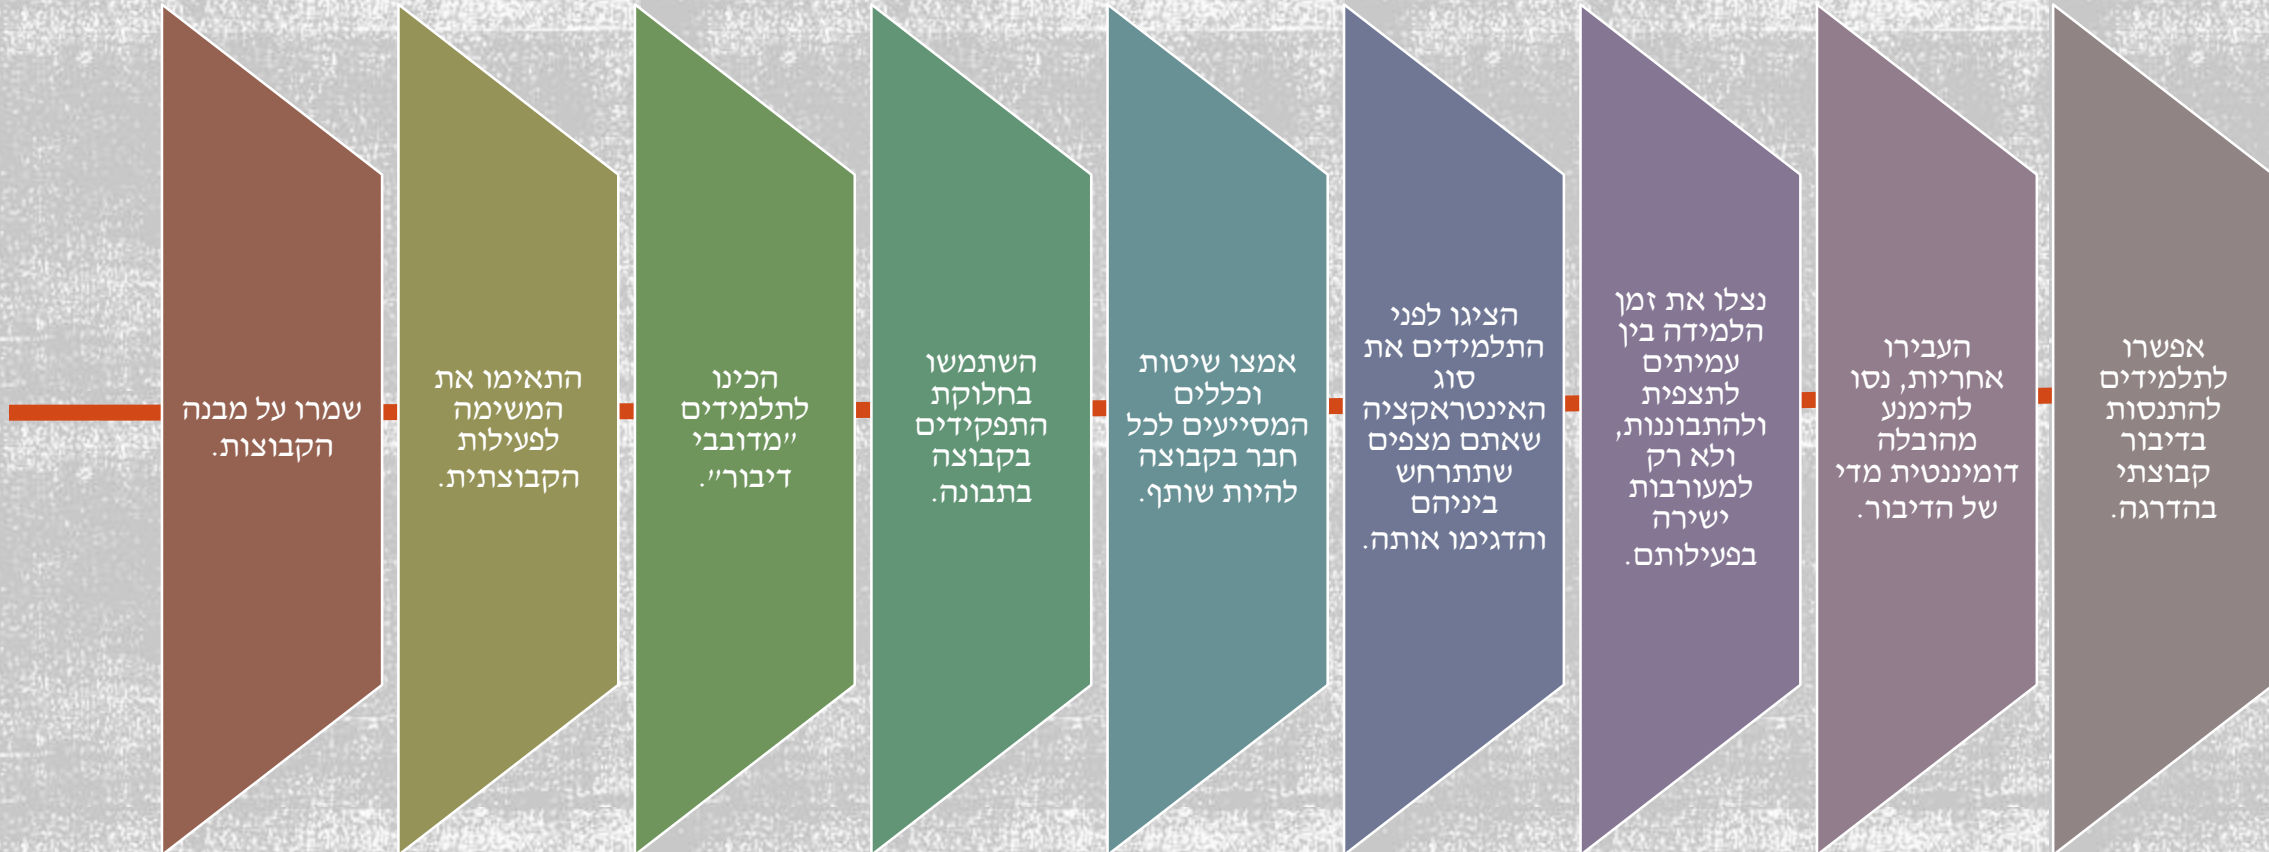 אפשרו
לתלמידים
להתנסות
בדיבור
קבוצתי
בהדרגה.
העבירו
אחריות, נסו
להימנע
מהובלה
דומיננטית מדי
של הדיבור.
נצלו את זמן
הלמידה בין
עמיתים
לתצפית
ולהתבוננות,
ולא רק
למעורבות
ישירה
בפעילותם.
הציגו לפני
התלמידים את
סוג
האינטראקציה
שאתם מצפים
שתתרחש
ביניהם
והדגימו אותה.
אמצו שיטות
וכללים
המסייעים לכל
חבר בקבוצה
להיות שותף.
השתמשו
בחלוקת
התפקידים
בקבוצה
בתבונה.
הכינו
לתלמידים
"מדובבי
דיבור".
התאימו את
המשימה
לפעילות
הקבוצתית.
שמרו על מבנה
הקבוצות.